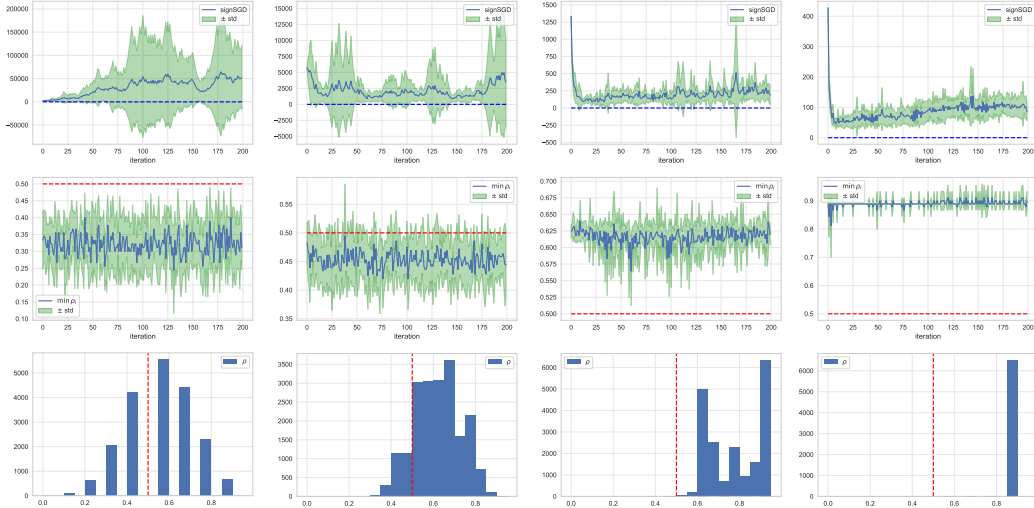 200000
150000
100000
50000
0
−50000
signSGD
± std
0 25 50 75 100 125 150 175 200
iteration
15000
12500
10000
7500
5000
2500
0
−2500
−5000
signSGD
± std
0 25 50 75 100 125 150 175 200
iteration
1500
1250
1000
750
500
250
0
−250
−500
signSGD
± std
0 25 50 75 100 125 150 175 200
iteration
400
300
200
100
0
signSGD
± std
0 25 50 75 100 125 150 175 200
iteration
0.50
0.45
0.40
0.35
0.30
0.25
0.20
0.15
0.10
min ρi
± std
0 25 50 75 100 125 150 175 200
iteration
0.55
0.50
0.45
0.40
0.35
min ρi
± std
0 25 50 75 100 125 150 175 200
iteration
0.700
0.675
0.650
0.625
0.600
0.575
0.550
0.525
0.500
min ρi
± std
0 25 50 75 100 125 150 175 200
iteration
0.9
0.8
0.7
0.6
0.5
min ρi
± std
0 25 50 75 100 125 150 175 200
iteration
5000
4000
3000
2000
1000
0
ρ
0.0 0.2 0.4 0.6 0.8
3500
3000
2500
2000
1500
1000
500
0
ρ
0.0 0.2 0.4 0.6 0.8
6000
5000
4000
3000
2000
1000
0
ρ
0.0 0.2 0.4 0.6 0.8
6000
5000
4000
3000
2000
1000
0
ρ
0.0 0.2 0.4 0.6 0.8